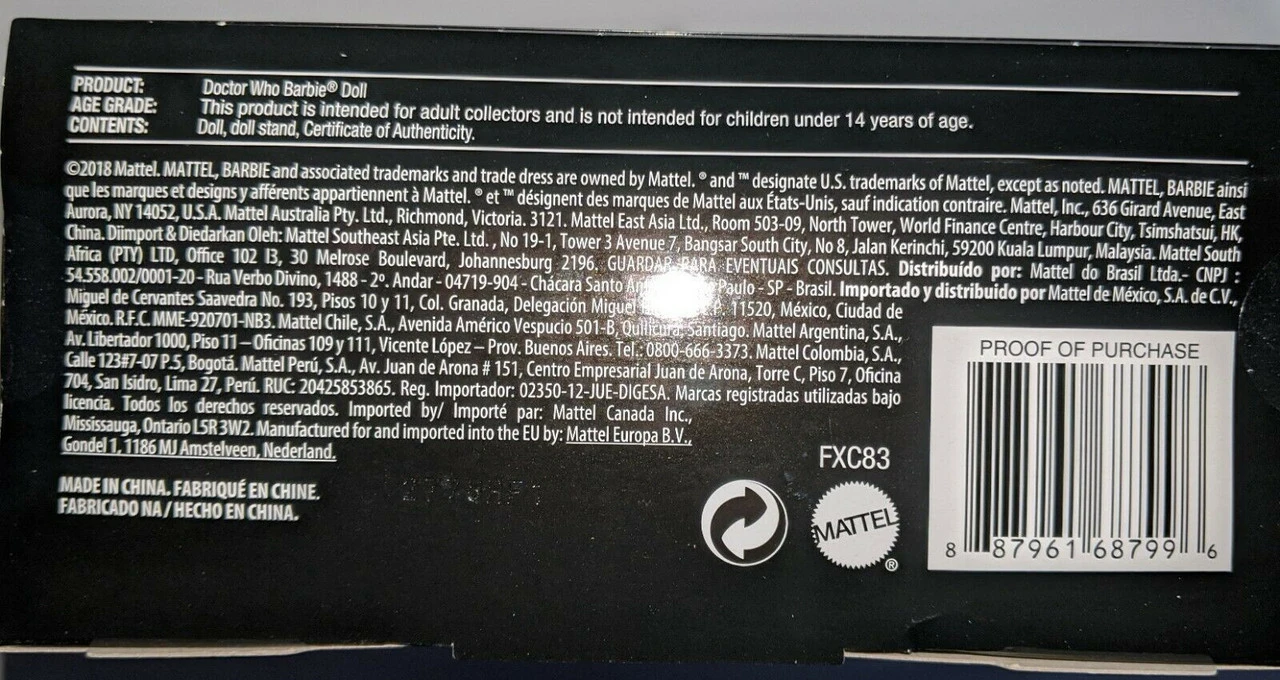 PRODUCT: Doctor Who Barbie® Doll
AGE GRADE: This product is intended for adult collectors and is not intended for children under 14 years of age.
CONTENTS: Doll, doll stand, Certificate of Authenticity.
©2018 Mattel. MATTEL, BARBIE and associated trademarks and trade dress are owned by Mattel. ® and ™ designate U.S. trademarks of Mattel, except as noted. MATTEL, BARBIE ainsi
que les marques et designs y afférents appartiennent à Mattel. ® et ™ désignent des marques de Mattel aux États-Unis, sauf indication contraire. Mattel, Inc., 636 Girard Avenue, East
Aurora, NY 14052, U.S.A. Mattel Australia Pty. Ltd., Richmond, Victoria. 3121. Mattel East Asia Ltd., Room 503-09, North Tower, World Finance Centre, Harbour City, Tsimshatsui, HK,
China. Diimport & Diedarkan Oleh: Mattel Southeast Asia Pte. Ltd. , No 19-1, Tower 3 Avenue 7, Bangsar South City, No 8, Jalan Kerinchi, 59200 Kuala Lumpur, Malaysia. Mattel South
Africa (PTY) LTD, Office 102 I3, 30 Melrose Boulevard, Johannesburg 2196. GUARDAR PARA EVENTUAIS CONSULTAS. Distribuído por: Mattel do Brasil Ltda.- CNPJ :
54.558.002/0001-20 - Rua Verbo Divino, 1488 - 2º. Andar - 04719-904 - Chácara Santo Paulo - SP - Brasil. Importado y distribuido por Mattel de México, S.A. de C.V.,
Miguel de Cervantes Saavedra No. 193, Pisos 10 y 11, Col. Granada, Delegación Miguel 11520, México, Ciudad de
México. R.F.C. MME-920701-NB3. Mattel Chile, S.A., Avenida Américo Vespucio 501-B, Quilicura, Santiago. Mattel Argentina, S.A.,
Av. Libertador 1000, Piso 11 – Oficinas 109 y 111, Vicente López – Prov. Buenos Aires. Tel.: 0800-666-3373. Mattel Colombia, S.A.,
Calle 123#7-07 P.5, Bogotá. Mattel Perú, S.A., Av. Juan de Arona # 151, Centro Empresarial Juan de Arona, Torre C, Piso 7, Oficina
704, San Isidro, Lima 27, Perú. RUC: 20425853865. Reg. Importador: 02350-12-JUE-DIGESA. Marcas registradas utilizadas bajo
licencia. Todos los derechos reservados. Imported by/ Importé par: Mattel Canada Inc.,
Mississauga, Ontario L5R 3W2. Manufactured for and imported into the EU by: Mattel Europa B.V.,
Gondel 1, 1186 MJ Amstelveen, Nederland.
MADE IN CHINA. FABRIQUÉ EN CHINE.
FABRICADO NA / HECHO EN CHINA.
FXC83
MATTEL ®
PROOF OF PURCHASE
8 87961 68799 6